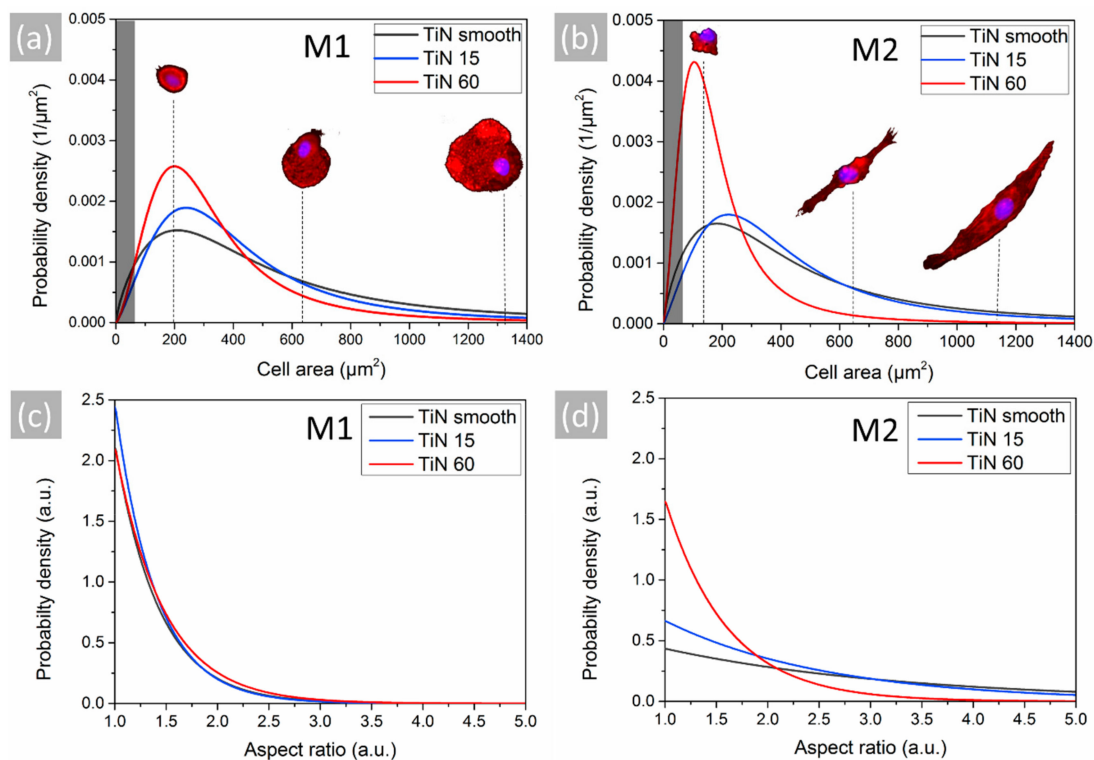 (a)
M1
TiN smooth
TiN 15
TiN 60
0.005
0.004
0.003
0.002
0.001
0.000
Probability density (1/µm²)
0 200 400 600 800 1000 1200 1400
Cell area (µm²)
(b)
M2
TiN smooth
TiN 15
TiN 60
0.005
0.004
0.003
0.002
0.001
0.000
Probability density (1/µm²)
0 200 400 600 800 1000 1200 1400
Cell area (µm²)
(c)
M1
TiN smooth
TiN 15
TiN 60
2.5
2.0
1.5
1.0
0.5
0.0
Probabilty density (a.u.)
1.0 1.5 2.0 2.5 3.0 3.5 4.0 4.5 5.0
Aspect ratio (a.u.)
(d)
M2
TiN smooth
TiN 15
TiN 60
2.5
2.0
1.5
1.0
0.5
0.0
Probabilty density (a.u.)
1.0 1.5 2.0 2.5 3.0 3.5 4.0 4.5 5.0
Aspect ratio (a.u.)